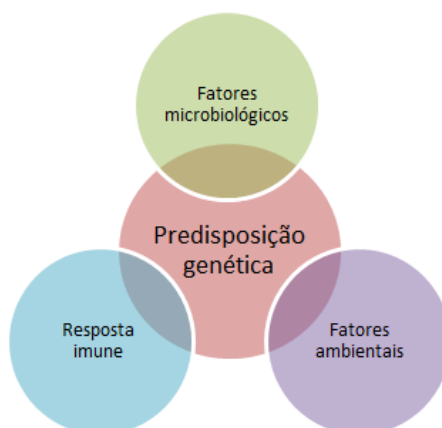 Fatores
microbiológicos
Predisposição
genética
Resposta
imune
Fatores
ambientais